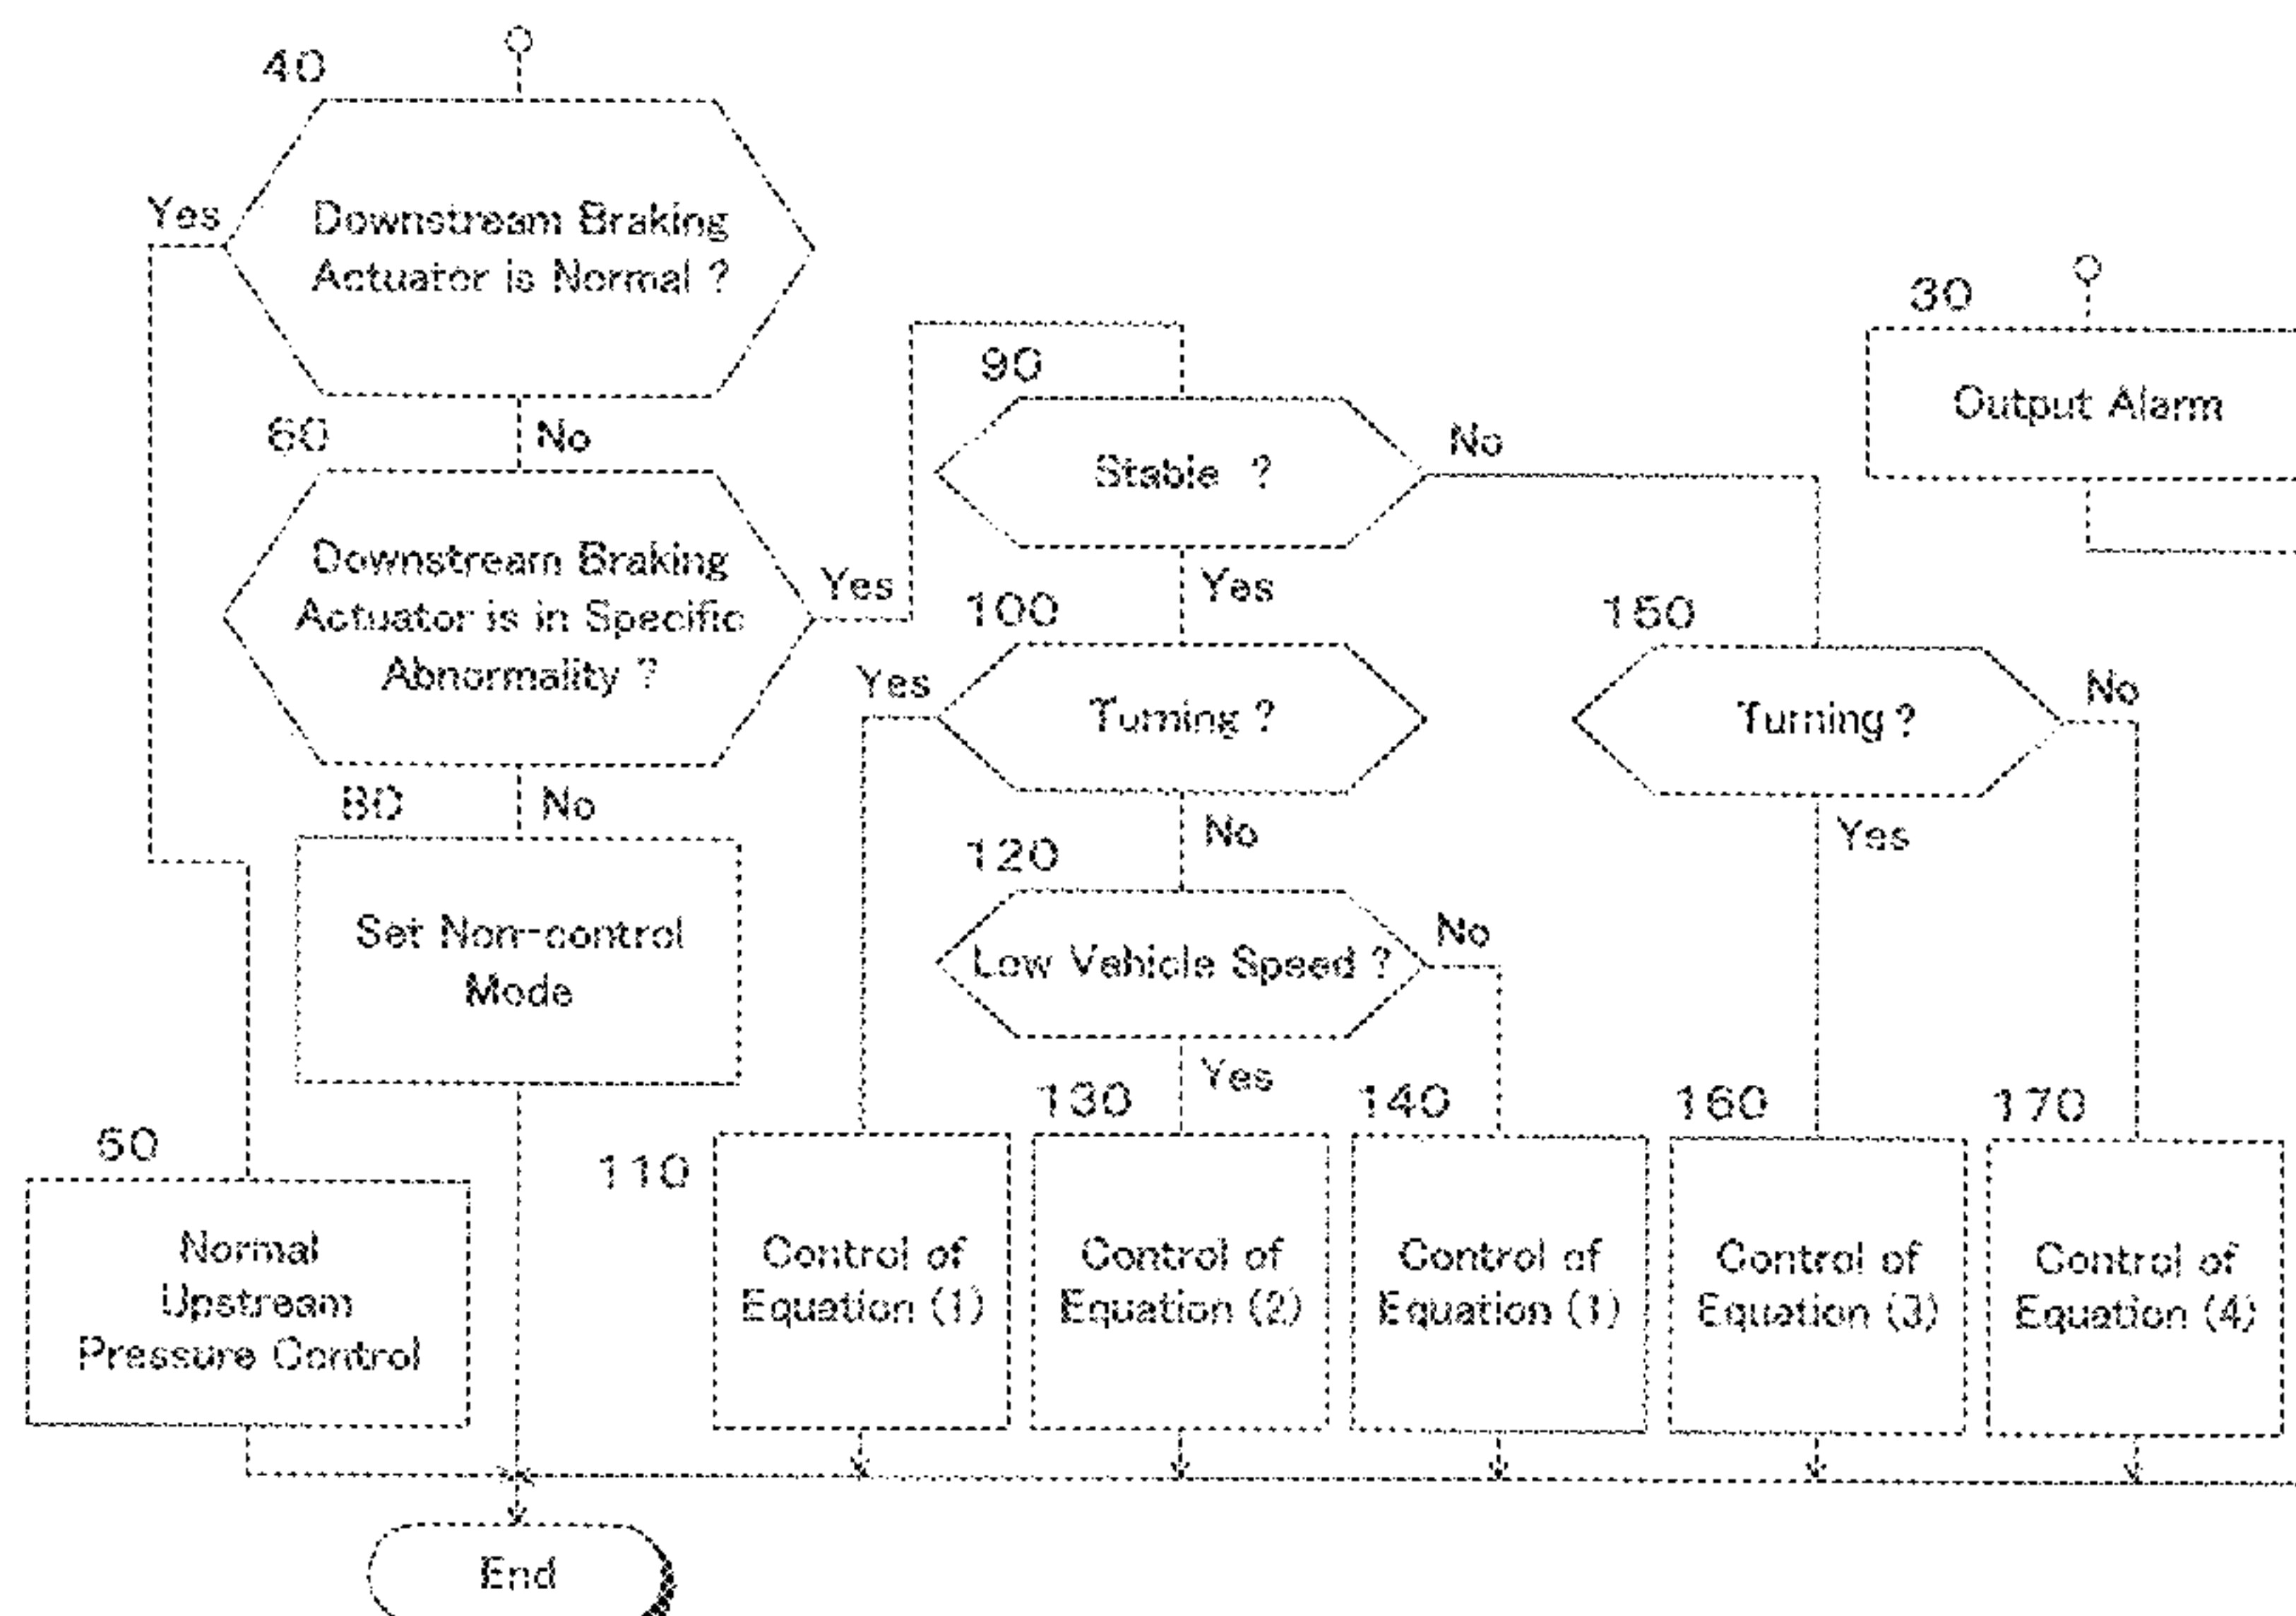 40
Yes
Downstream Braking
Actuator is Normal ?
60
No
Downstream Braking
Actuator is in Specific
Abnormality ?
Yes
80
No
Set Non-control
Mode
50
Normal
Upstream
Pressure Control
End
90
Stable ?
No
Yes
100
Turning ?
Yes
No
120
Low Vehicle Speed ?
No
Yes
110
Control of
Equation (1)
130
Control of
Equation (2)
140
Control of
Equation (1)
150
Turning ?
No
Yes
160
Control of
Equation (3)
170
Control of
Equation (4)
30
Output Alarm